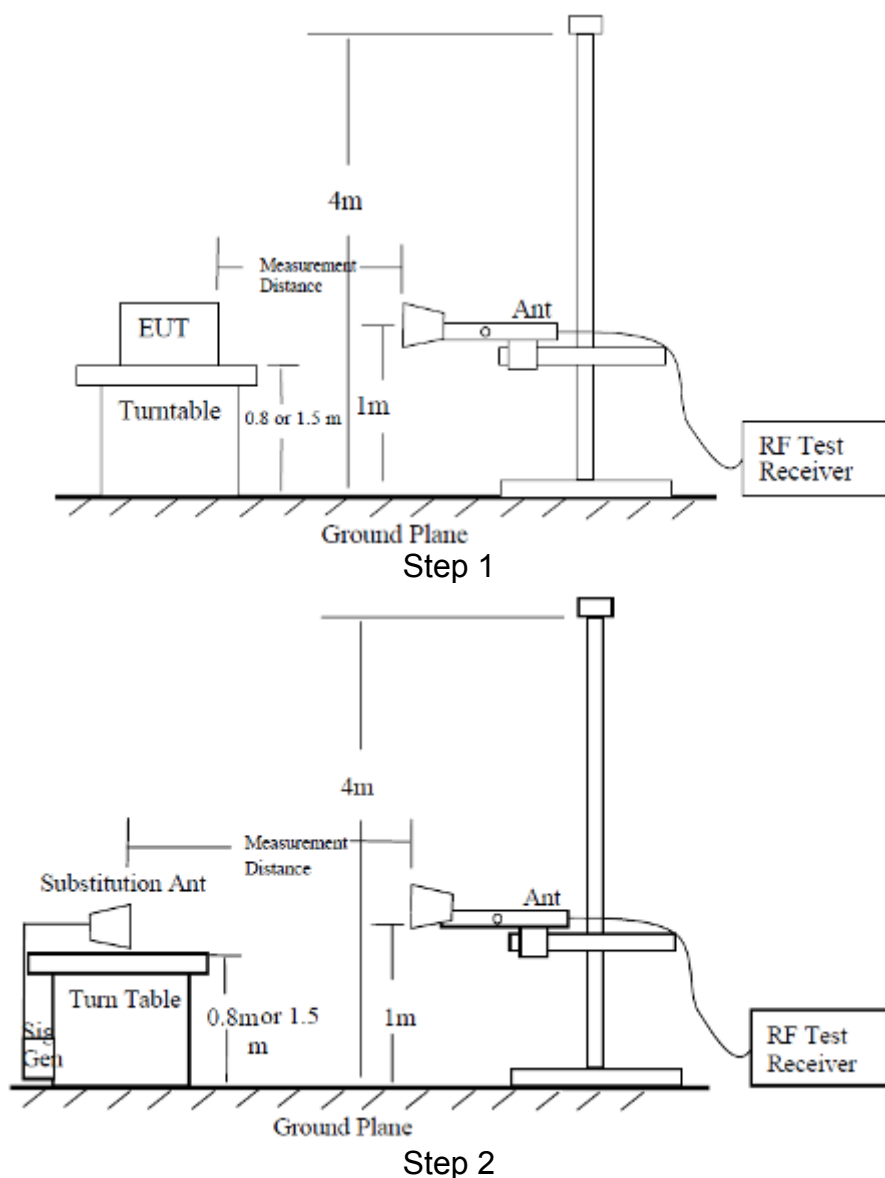 4m
Measurement
Distance
Ant
EUT
Turntable
0.8 or 1.5 m
1m
RF Test
Receiver
Ground Plane
Step 1
4m
Measurement
Distance
Substitution Ant
Ant
Turn Table
0.8m or 1.5
m
1m
Sig
Gen
RF Test
Receiver
Ground Plane
Step 2